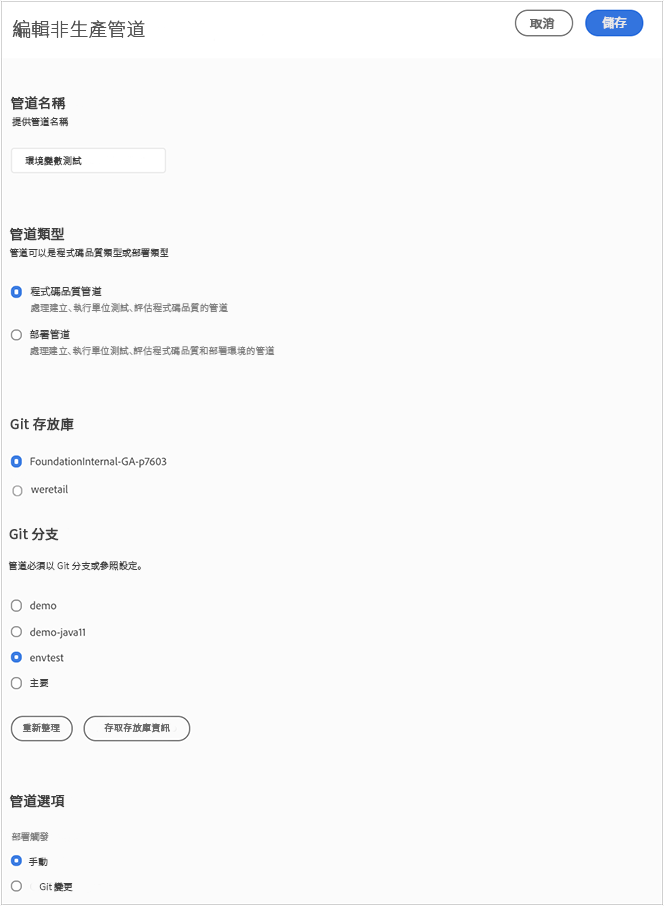 編輯非生產管道
取消
儲存
管道名稱
提供管道名稱
環境變數測試
管道類型
管道可以是程式碼品質類型或部署類型
程式碼品質管道
處理建立、執行單位測試、評估程式碼品質的管道
部署管道
處理建立、執行單位測試、評估程式碼品質和部署環境的管道
Git 存放庫
FoundationInternal-GA-p7603
weretail
Git 分支
管道必須以 Git 分支或參照設定。
demo
demo-java11
envtest
主要
重新整理
存取存放庫資訊
管道選項
部署觸發
手動
Git 變更